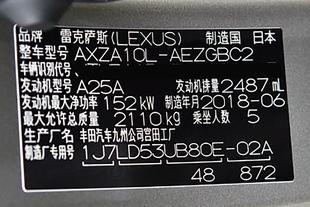 品牌 雷克萨斯(LEXUS) 制造国 日本
整车型号 AXZA10L-AEZGBC2
车辆识别代号
发动机型号 A25A 发动机排量 2487 mL
发动机功率 152 kW 制造年月 2018-06
最大允许总质量 2110 kg 乘坐人数 5
生产厂名 丰田汽车九州公司宫田工厂
制造厂专用号 1J7LD53UB80E-02A
48 872